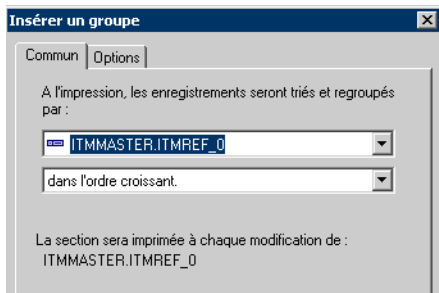 Insérer un groupe
Commun
Options
A l'impression, les enregistrements seront triés et regroupés
par :
ITMMASTER.ITMREF_0
dans l'ordre croissant.
La section sera imprimée à chaque modification de :
ITMMASTER.ITMREF_0